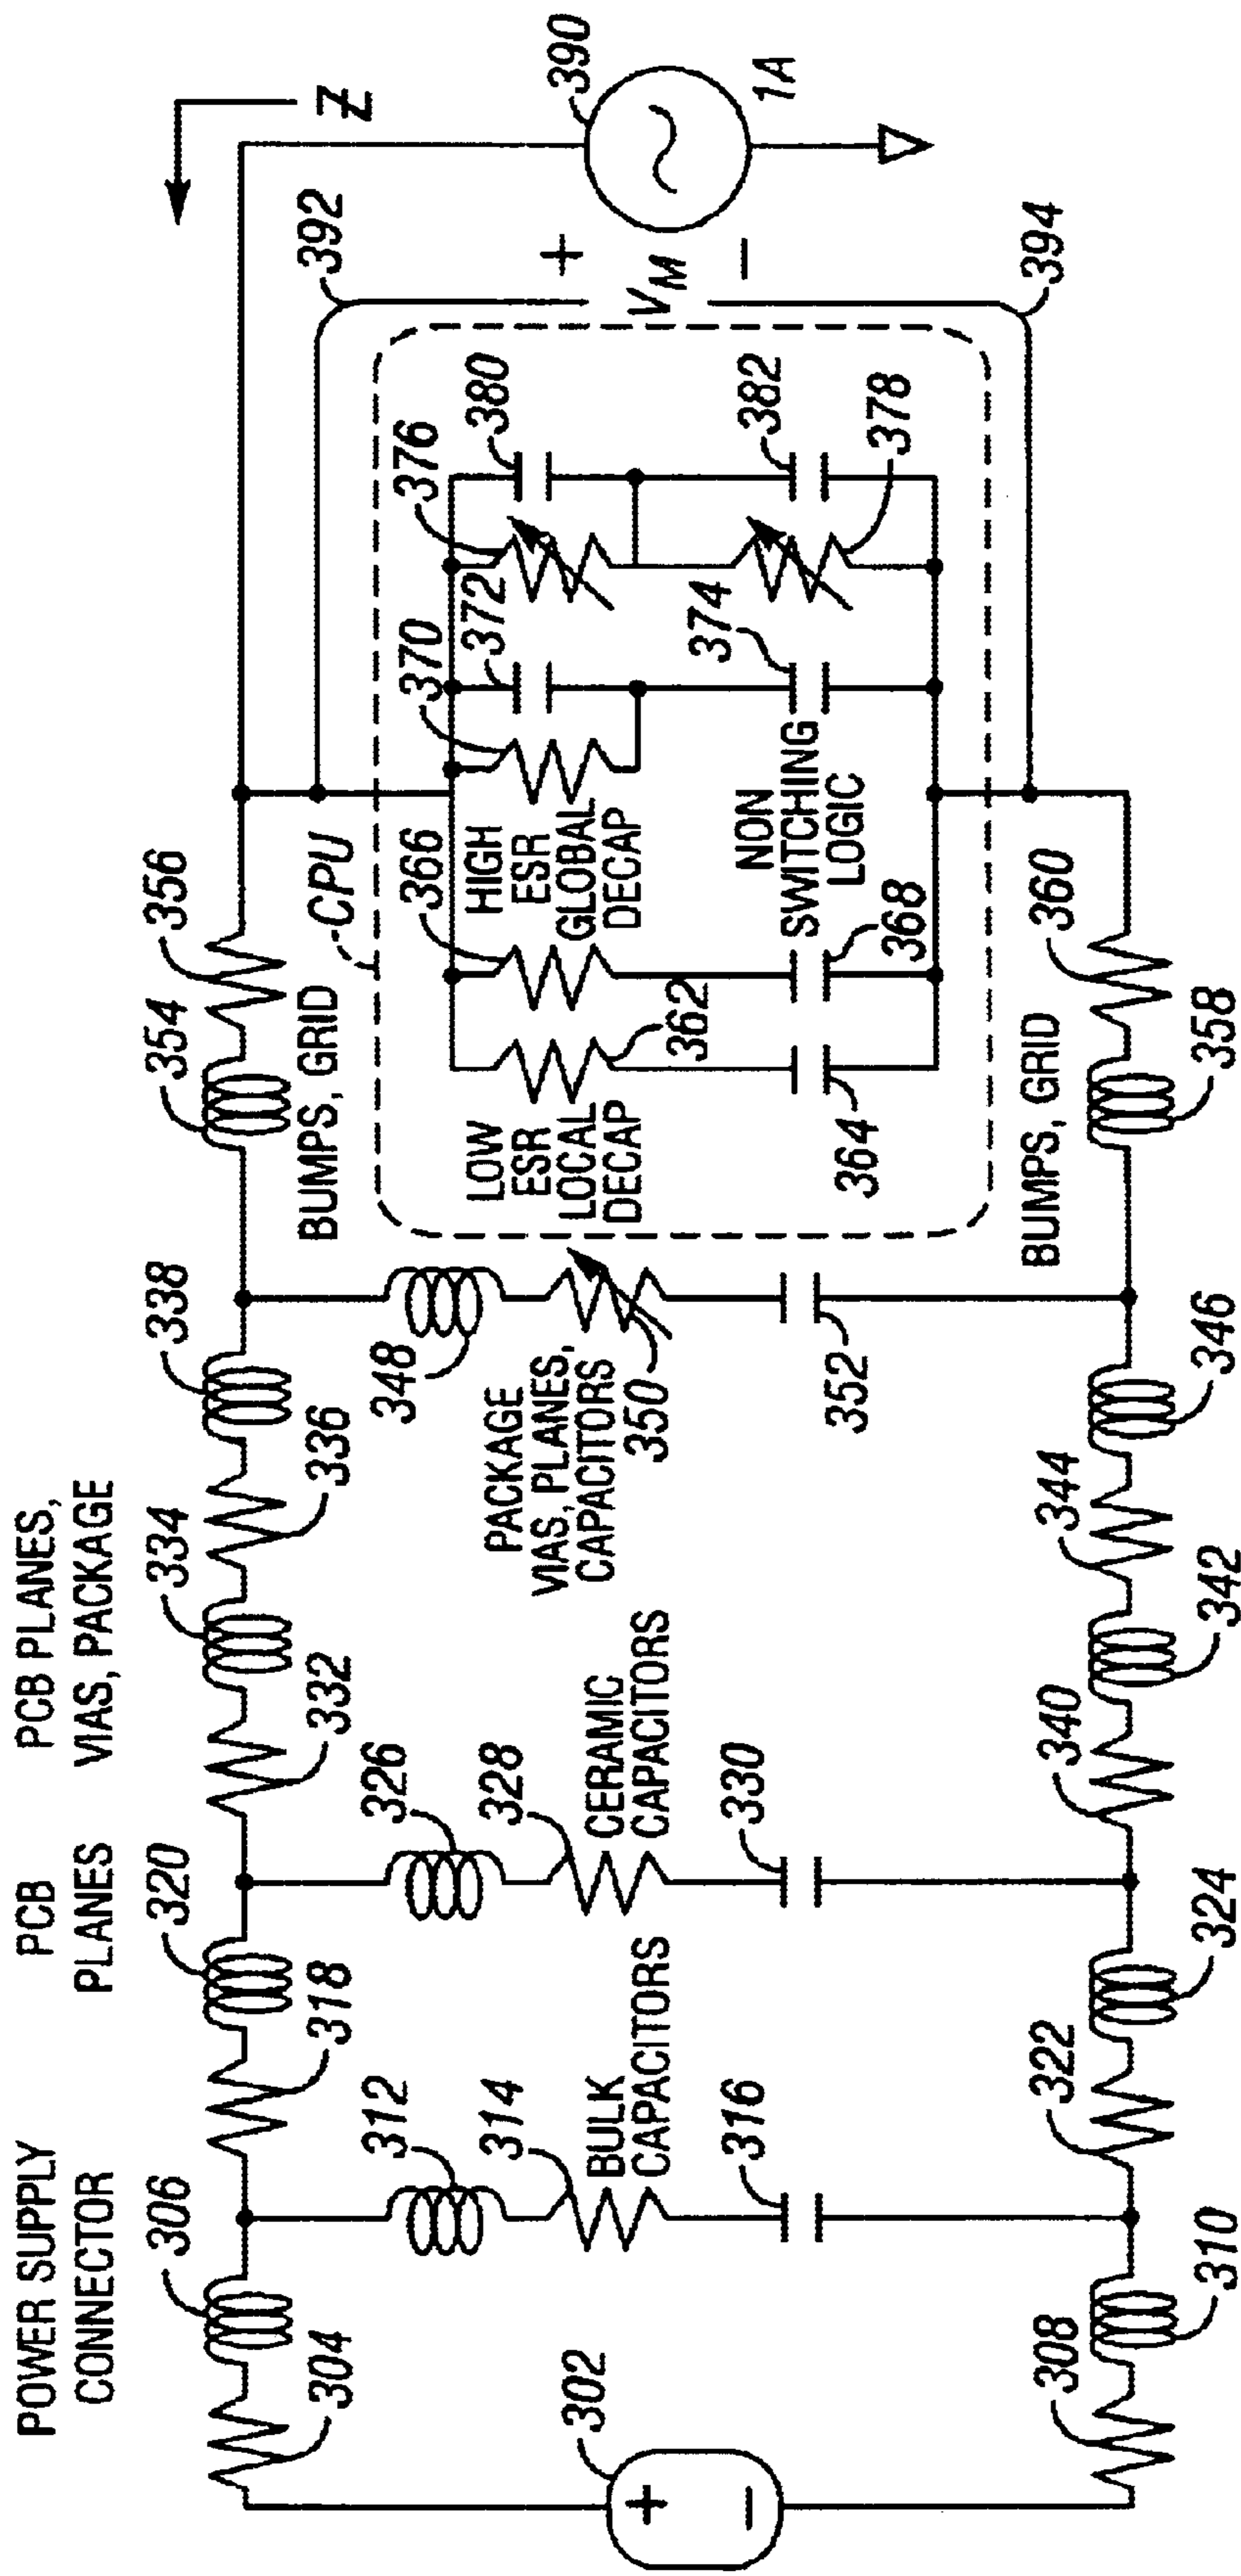 POWER SUPPLY
CONNECTOR
PCB
PLANES
PCB PLANES,
VIAS, PACKAGE
304
306
318
320
332
334
336
338
354
356
BUMPS, GRID
CPU
392
Z
302
+
−
312
314
BULK
CAPACITORS
316
326
328
CERAMIC
CAPACITORS
330
348
PACKAGE
VIAS, PLANES,
CAPACITORS
350
352
LOW
ESR
LOCAL
DECAP
362
364
366
368
HIGH
ESR
GLOBAL
DECAP
370
372
NON
SWITCHING
LOGIC
374
376
378
380
382
+
VM
−
390
1A
394
308
310
322
324
340
342
344
346
BUMPS, GRID
358
360